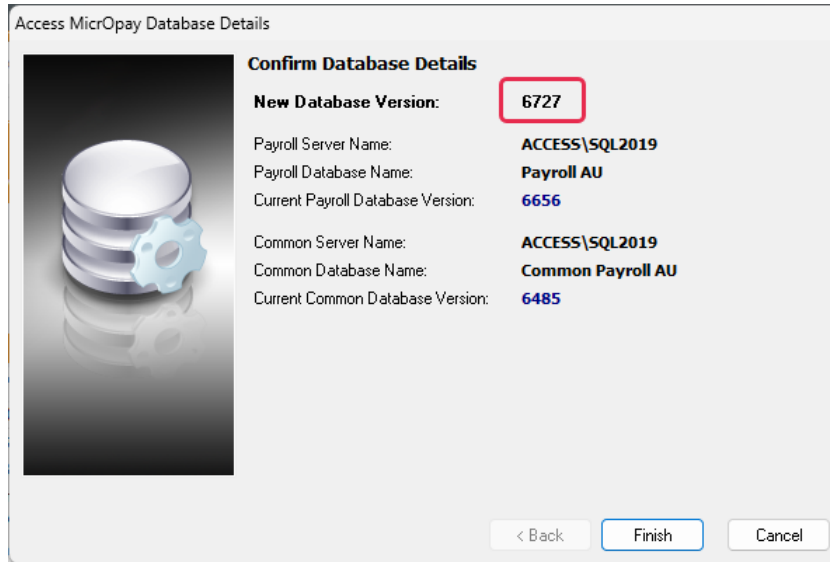 Access MicrOpay Database Details
Confirm Database Details
New Database Version: 6727
Payroll Server Name: ACCESS\SQL2019
Payroll Database Name: Payroll AU
Current Payroll Database Version: 6656
Common Server Name: ACCESS\SQL2019
Common Database Name: Common Payroll AU
Current Common Database Version: 6485
< Back Finish Cancel